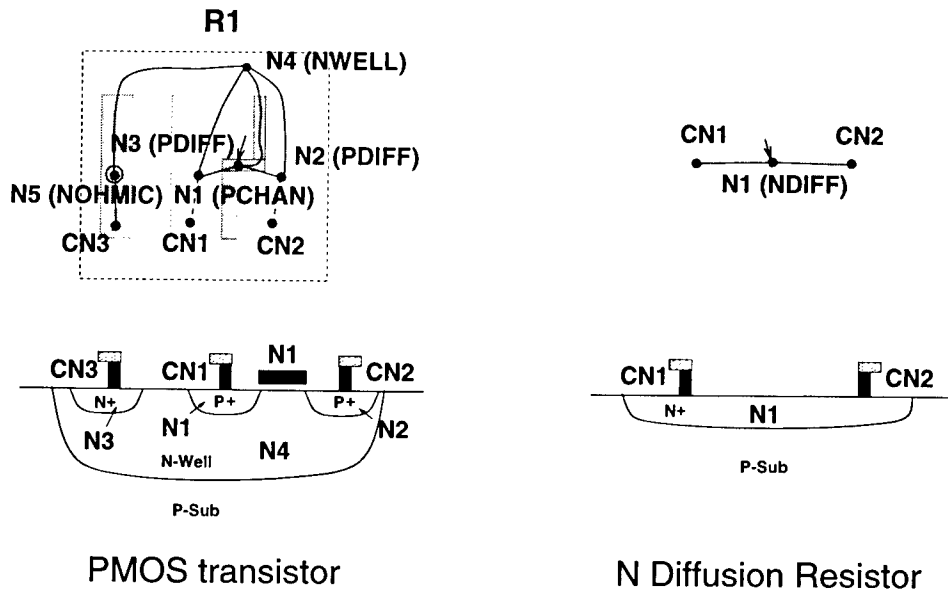 R1
N4 (NWELL)
N3 (PDIFF)
N2 (PDIFF)
N5 (NOHMIC) N1 (PCHAN)
CN3 CN1 CN2
CN1 CN2
N1 (NDIFF)
CN3 CN1 N1 CN2
N+ P+ P+
N3 N1 N4 N2
N-Well
P-Sub
PMOS transistor
CN1 CN2
N+ N1
P-Sub
N Diffusion Resistor